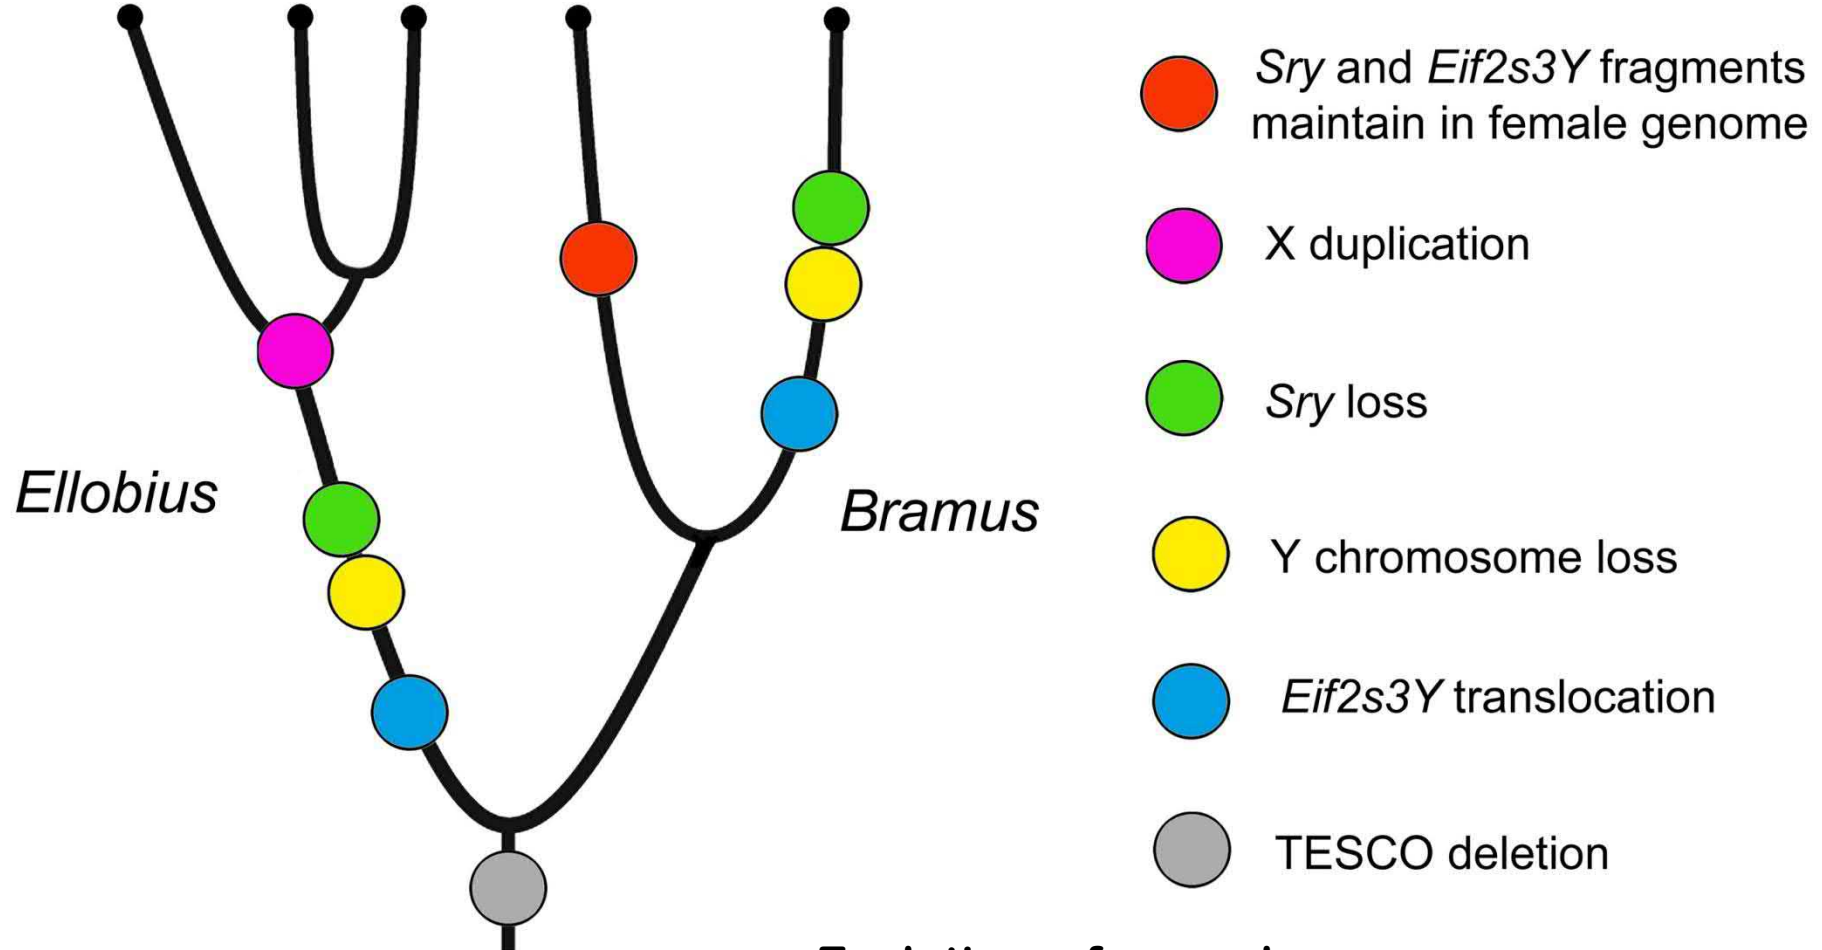 Sry and Eif2s3Y fragments
maintain in female genome
X duplication
Sry loss
Ellobius
Bramus
Y chromosome loss
Eif2s3Y translocation
TESCO deletion